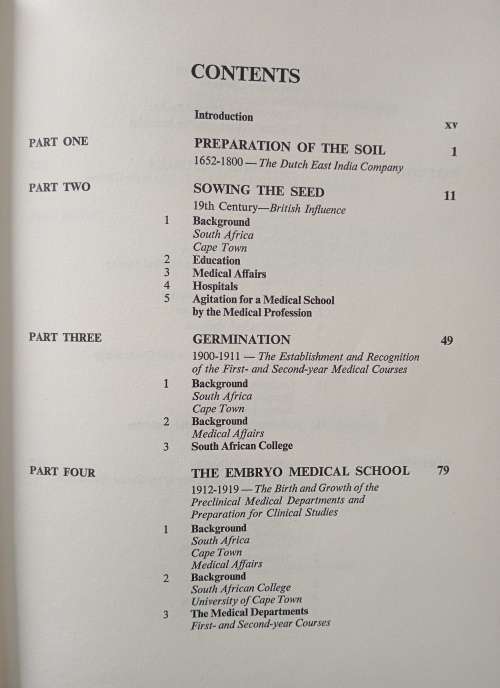 CONTENTS
Introduction xv
PART ONE PREPARATION OF THE SOIL 1
1652-1800 — The Dutch East India Company
PART TWO SOWING THE SEED 11
19th Century—British Influence
1 Background
South Africa
Cape Town
2 Education
3 Medical Affairs
4 Hospitals
5 Agitation for a Medical School
by the Medical Profession
PART THREE GERMINATION 49
1900-1911 — The Establishment and Recognition
of the First- and Second-year Medical Courses
1 Background
South Africa
Cape Town
2 Background
Medical Affairs
3 South African College
PART FOUR THE EMBRYO MEDICAL SCHOOL 79
1912-1919 — The Birth and Growth of the
Preclinical Medical Departments and
Preparation for Clinical Studies
1 Background
South Africa
Cape Town
Medical Affairs
2 Background
South African College
University of Cape Town
3 The Medical Departments
First- and Second-year Courses